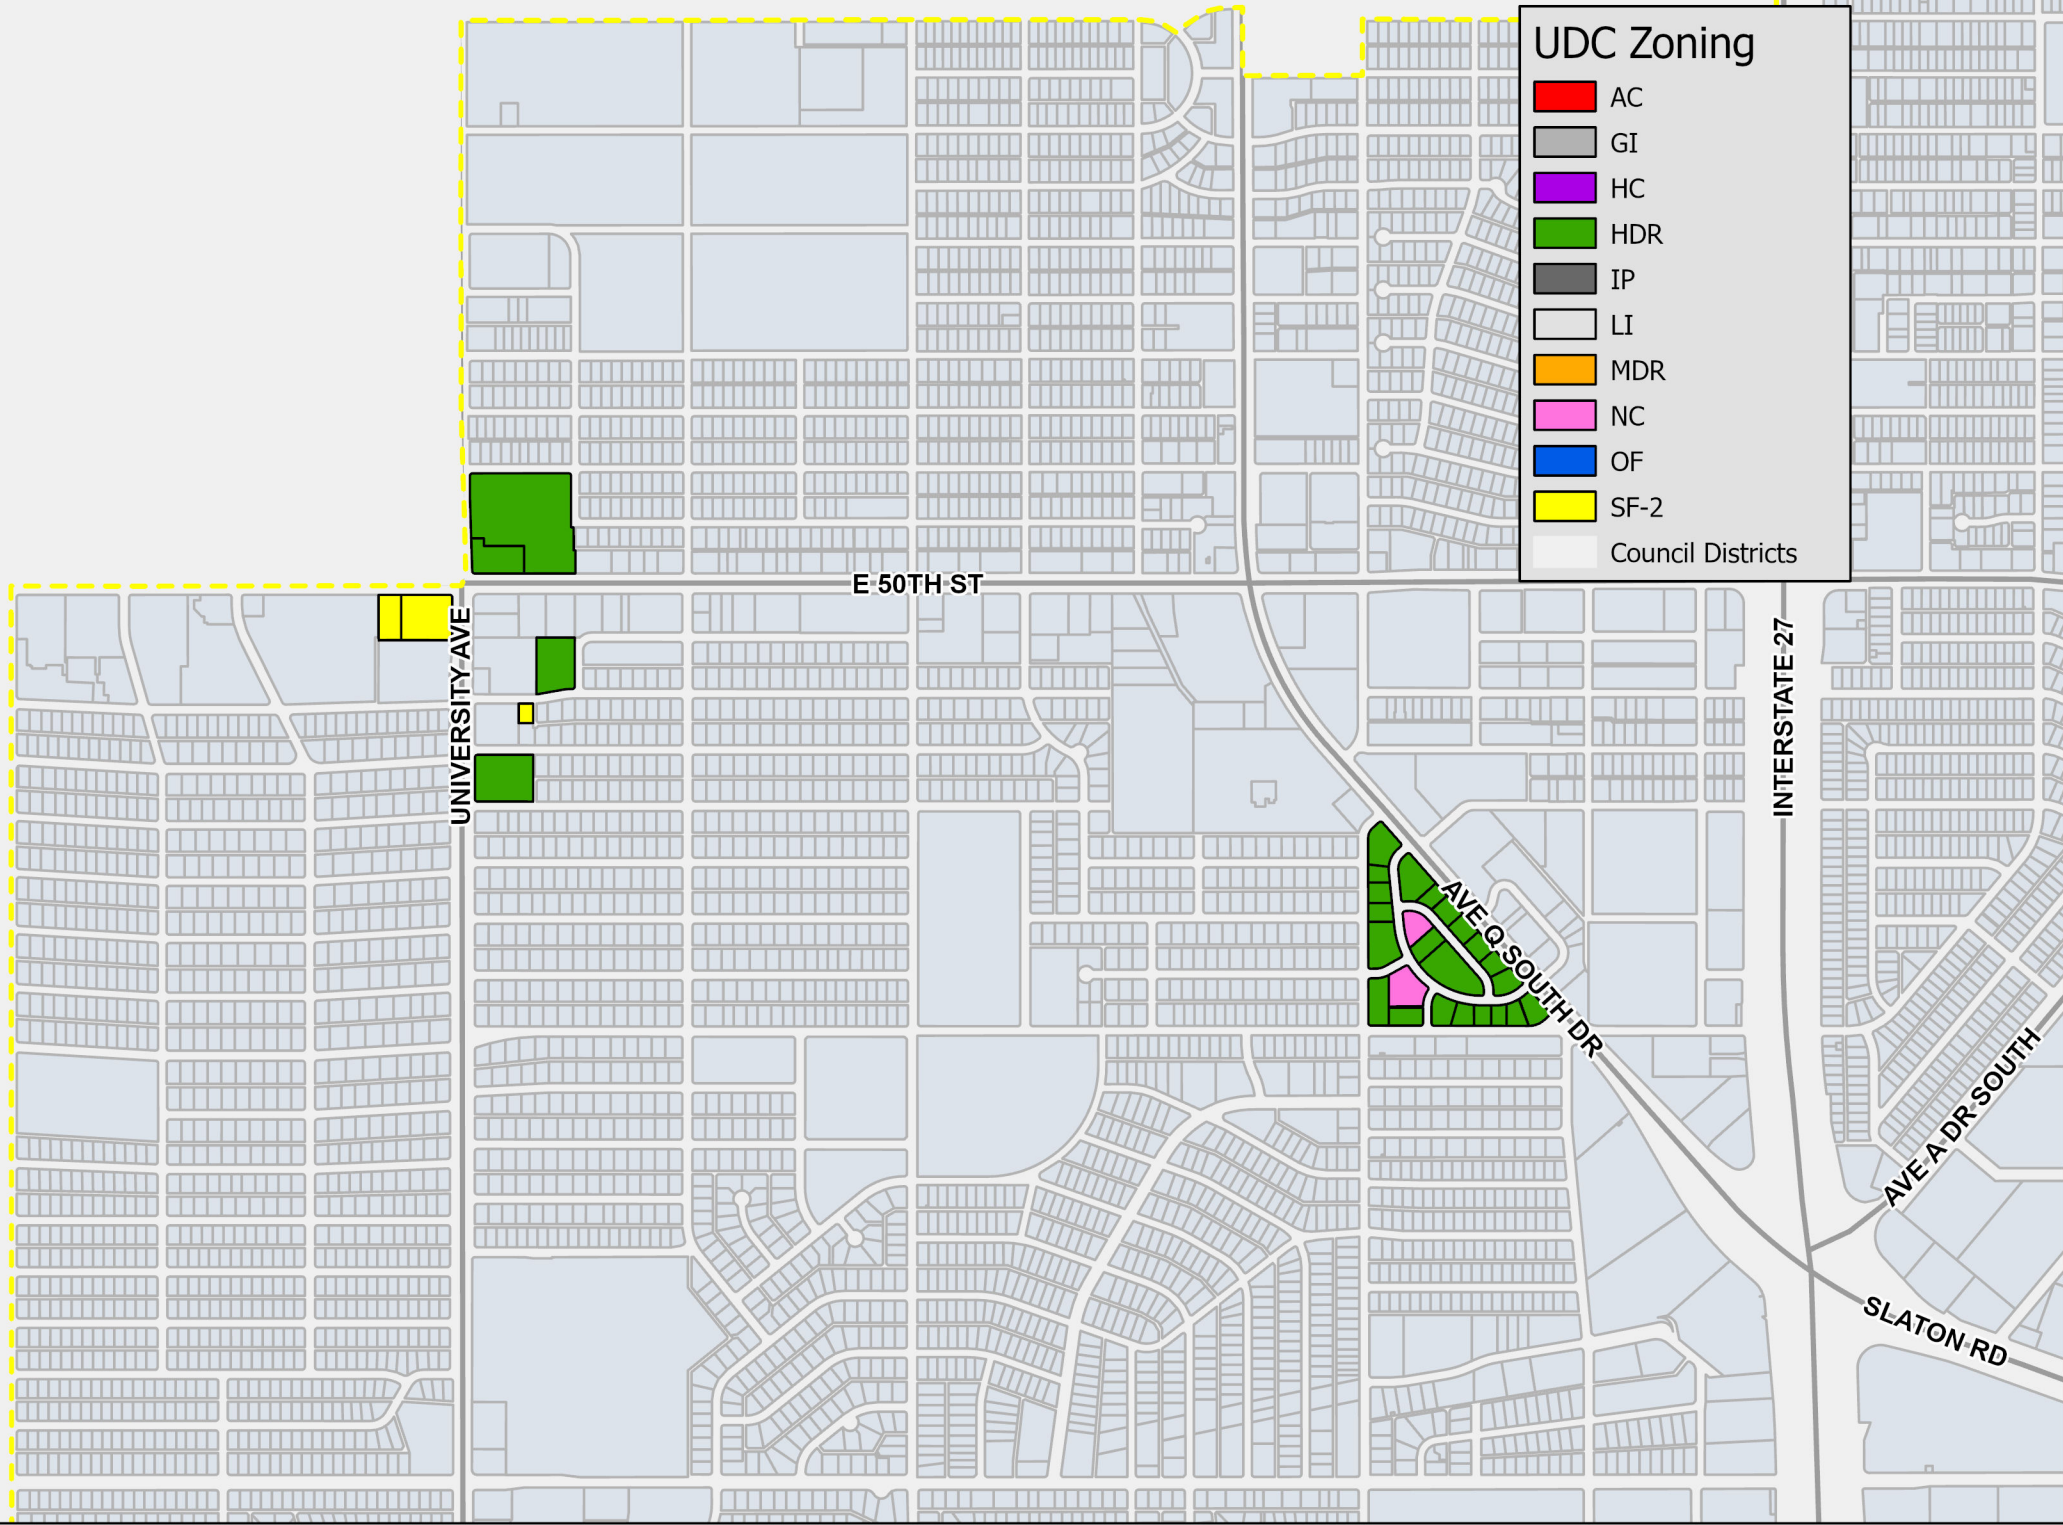 UDC Zoning
AC
GI
HC
HDR
IP
LI
MDR
NC
OF
SF-2
Council Districts
E 50TH ST
UNIVERSITY AVE
INTERSTATE 27
AVE Q SOUTH DR
AVE A DR SOUTH
SLATON RD